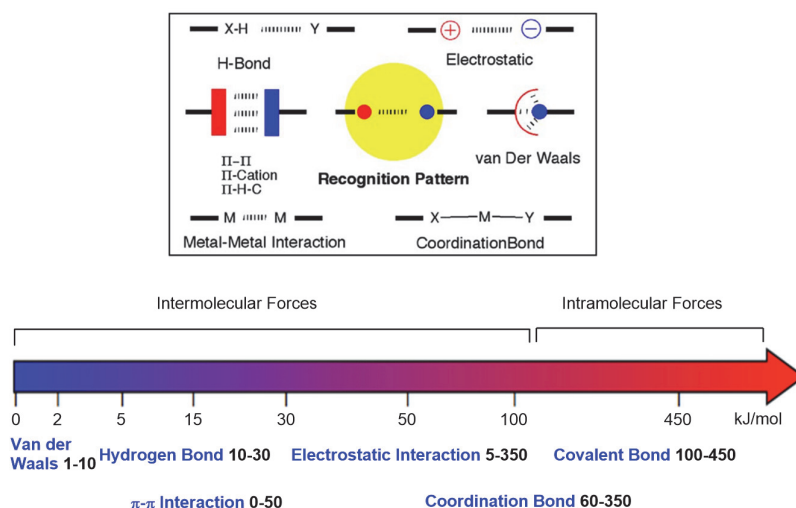 X-H Y
H-Bond
+ −
Electrostatic
Π–Π
Π-Cation
Π-H-C
Recognition Pattern
van Der Waals
M M
Metal-Metal Interaction
X M Y
CoordinationBond
Intermolecular Forces Intramolecular Forces
0 2 5 15 30 50 100 450 kJ/mol
Van der
Waals 1-10
Hydrogen Bond 10-30
Electrostatic Interaction 5-350
Covalent Bond 100-450
π-π Interaction 0-50
Coordination Bond 60-350